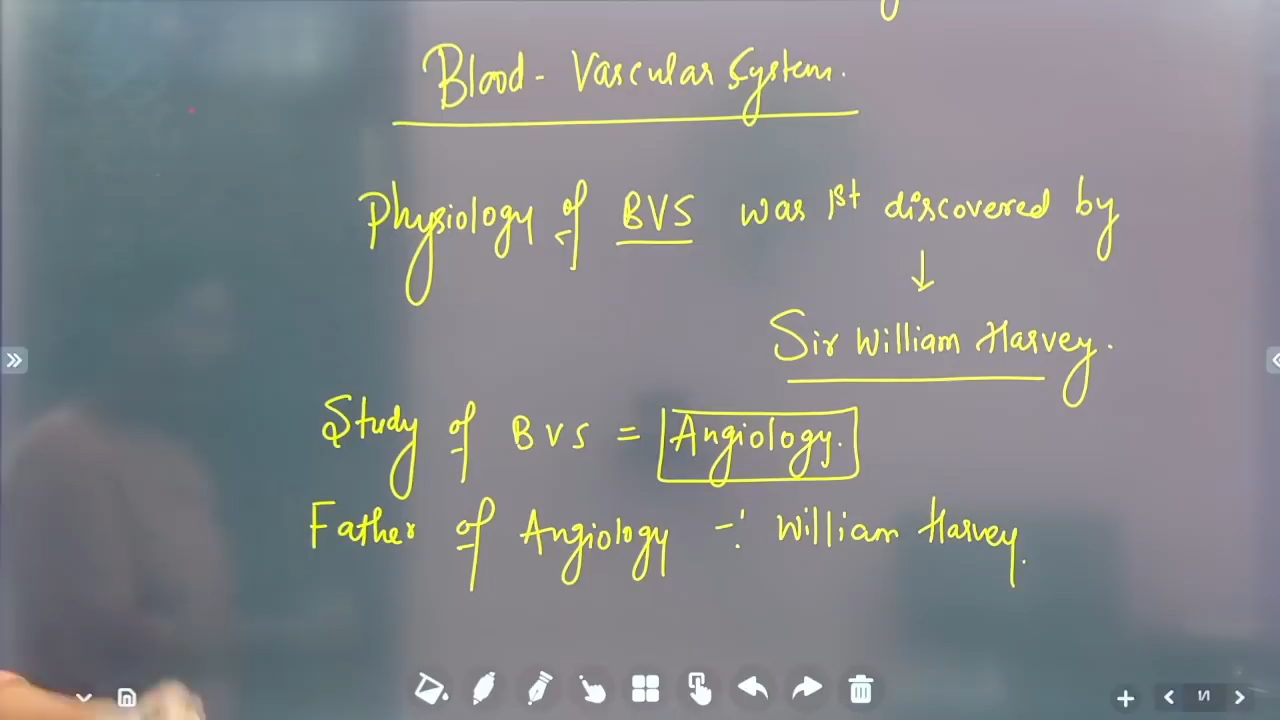 Blood - Vascular System.
Physiology of BVS was 1st discovered by
↓
Sir William Harvey.
Study of BVS = Angiology.
Father of Angiology -: William Harvey.